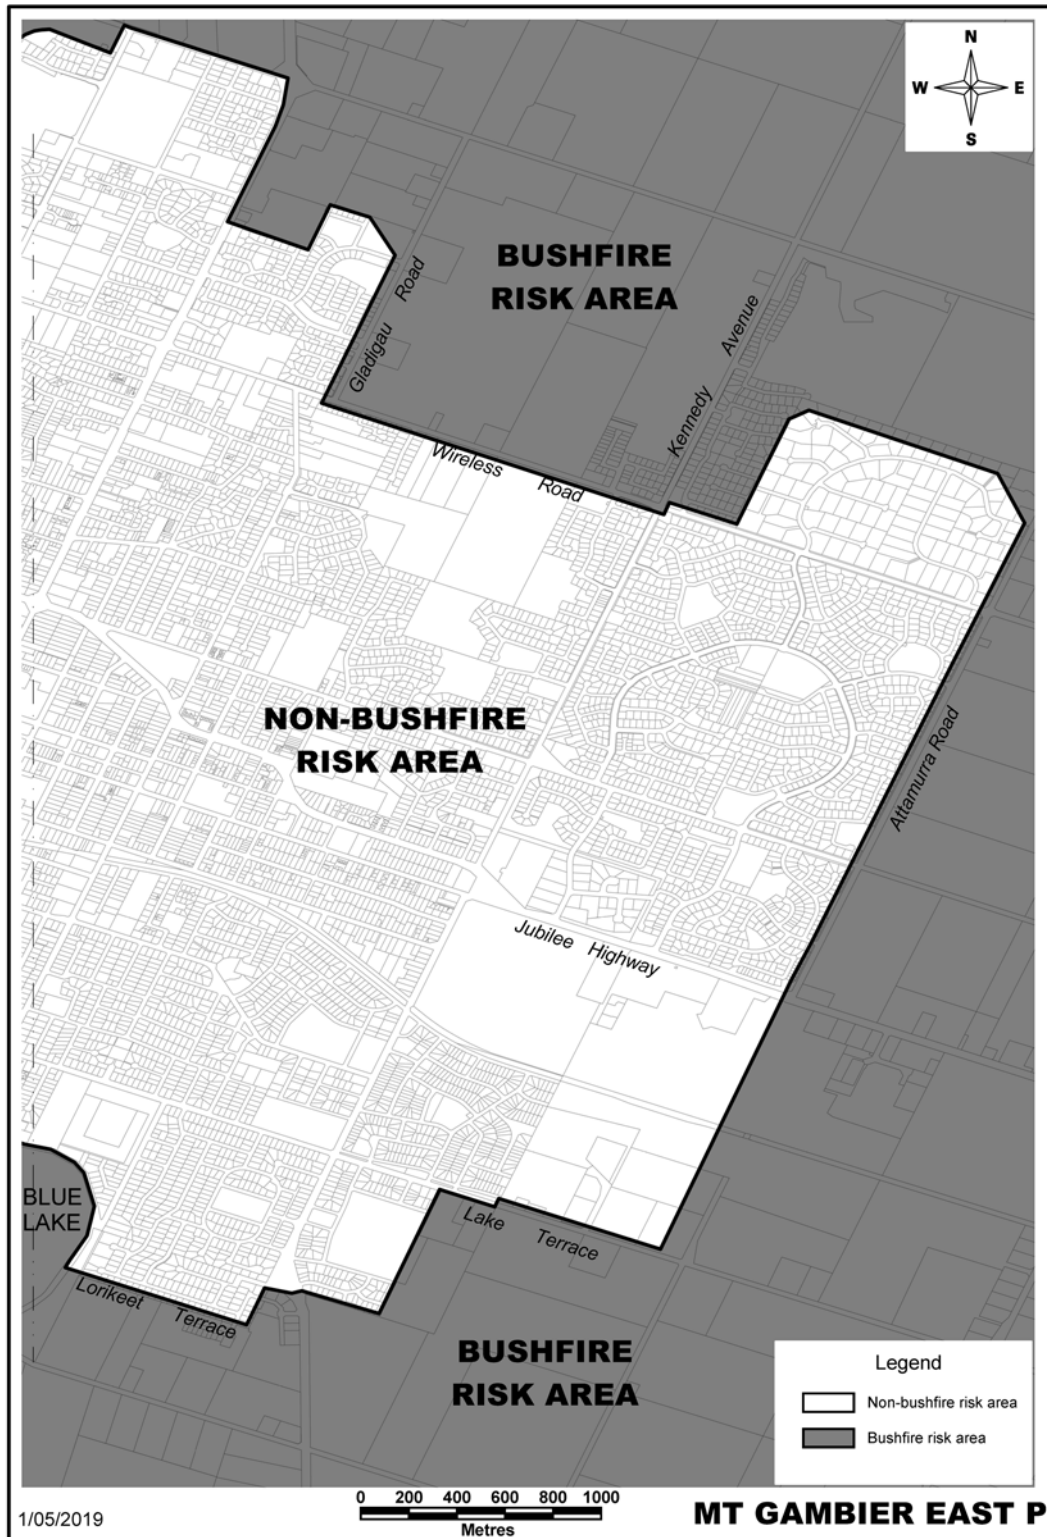 N
W E
S
BUSHFIRE
RISK AREA
Gladigau Road
Kennedy Avenue
Wireless Road
NON-BUSHFIRE
RISK AREA
Attamurra Road
Jubilee Highway
BLUE
LAKE
Lake Terrace
Lorikeet Terrace
BUSHFIRE
RISK AREA
Legend
Non-bushfire risk area
Bushfire risk area
0 200 400 600 800 1000
Metres
1/05/2019
MT GAMBIER EAST P